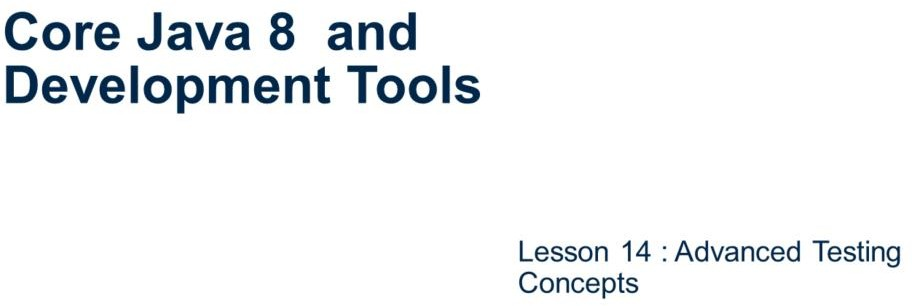 Core Java 8 and
Development Tools
Lesson 14 : Advanced Testing
Concepts